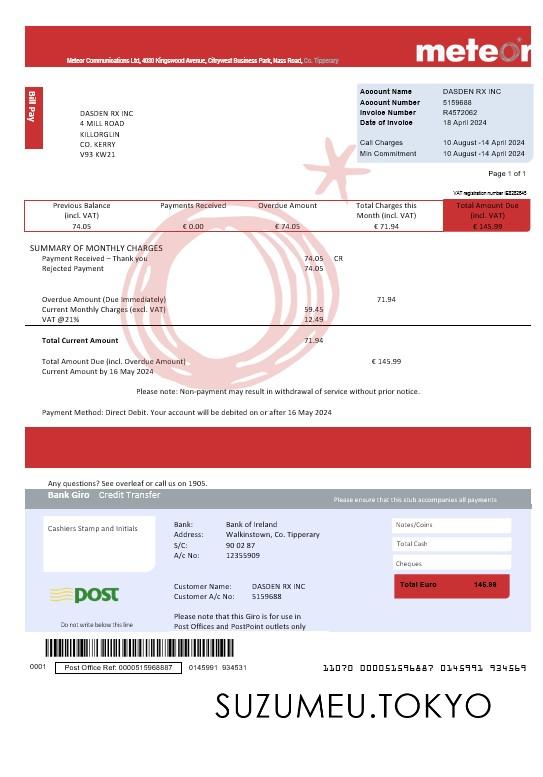 meteor
Meteor Communications Ltd, 4030 Kingswood Avenue, Citywest Business Park, Nass Road, Co. Tipperary
Bill Pay
DASDEN RX INC
4 MILL ROAD
KILLORGLIN
CO. KERRY
V93 KW21
Account Name DASDEN RX INC
Account Number 5159688
Invoice Number R4572062
Date of Invoice 18 April 2024
Call Charges 10 August -14 April 2024
Min Commitment 10 August -14 April 2024
Page 1 of 1
VAT registration number IE6282645
Previous Balance Payments Received Overdue Amount Total Charges this Total Amount Due
(incl. VAT) Month (incl. VAT) (incl. VAT)
74.05 € 0.00 € 74.05 € 71.94 € 145.99
SUMMARY OF MONTHLY CHARGES
Payment Received – Thank you 74.05 CR
Rejected Payment 74.05
Overdue Amount (Due Immediately) 71.94
Current Monthly Charges (excl. VAT) 59.45
VAT @21% 12.49
Total Current Amount 71.94
Total Amount Due (incl. Overdue Amount) € 145.99
Current Amount by 16 May 2024
Please note: Non-payment may result in withdrawal of service without prior notice.
Payment Method: Direct Debit. Your account will be debited on or after 16 May 2024
Any questions? See overleaf or call us on 1905.
Bank Giro Credit Transfer
Please ensure that this stub accompanies all payments
Cashiers Stamp and Initials
Bank: Bank of Ireland
Address: Walkinstown, Co. Tipperary
S/C: 90 02 87
A/c No: 12355909
Notes/Coins
Total Cash
Cheques
Total Euro 145.99
post
Customer Name: DASDEN RX INC
Customer A/c No: 5159688
Do not write below this line
Please note that this Giro is for use in
Post Offices and PostPoint outlets only
0001 Post Office Ref: 0000515968887 0145991 934531
11070 000051596887 0145991 934569
SUZUMEU.TOKYO